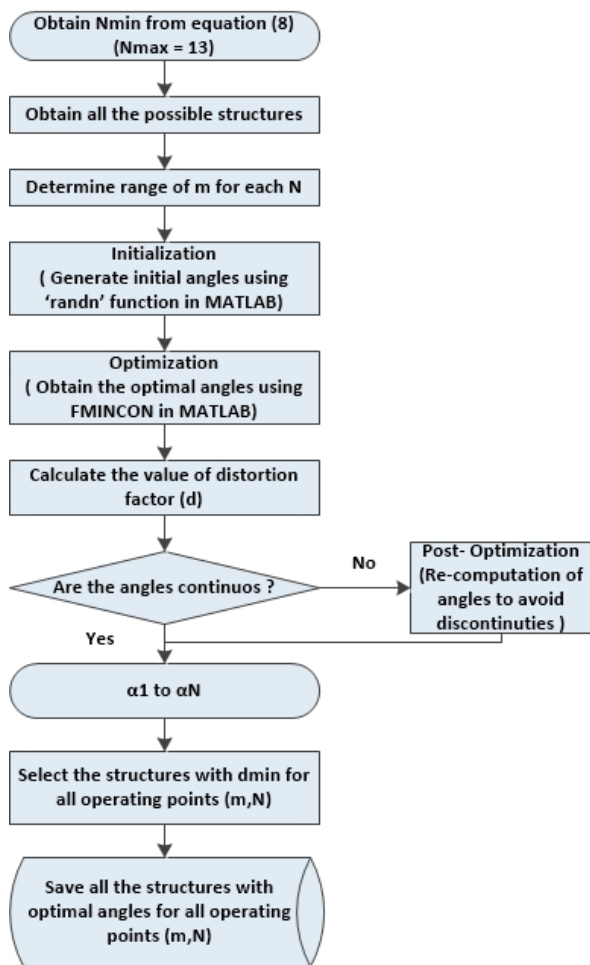 Obtain Nmin from equation (8)
(Nmax = 13)
Obtain all the possible structures
Determine range of m for each N
Initialization
( Generate initial angles using
‘randn’ function in MATLAB)
Optimization
( Obtain the optimal angles using
FMINCON in MATLAB)
Calculate the value of distortion
factor (d)
Are the angles continuos ?
No
Post- Optimization
(Re-computation of
angles to avoid
discontinuties )
Yes
α1 to αN
Select the structures with dmin for
all operating points (m,N)
Save all the structures with
optimal angles for all operating
points (m,N)